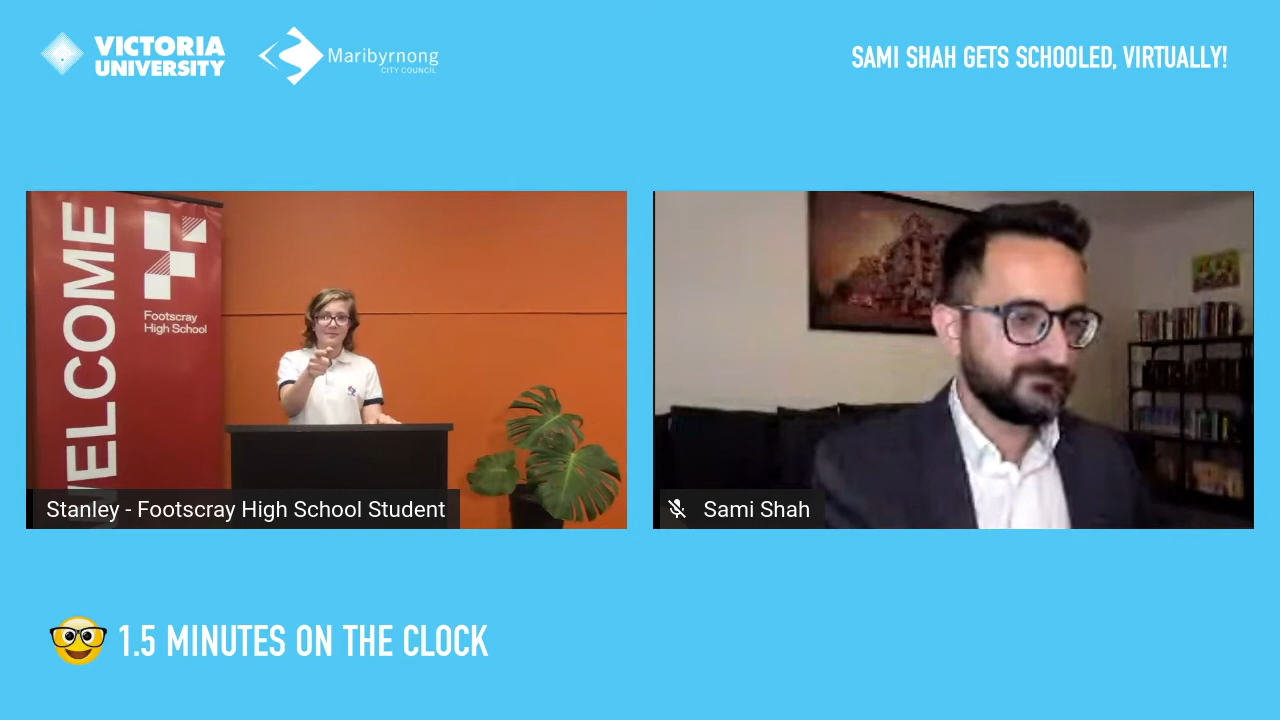 VICTORIA
UNIVERSITY
Maribyrnong
CITY COUNCIL
SAMI SHAH GETS SCHOOLED, VIRTUALLY!
WELCOME
Footscray
High School
Stanley - Footscray High School Student
Sami Shah
1.5 MINUTES ON THE CLOCK